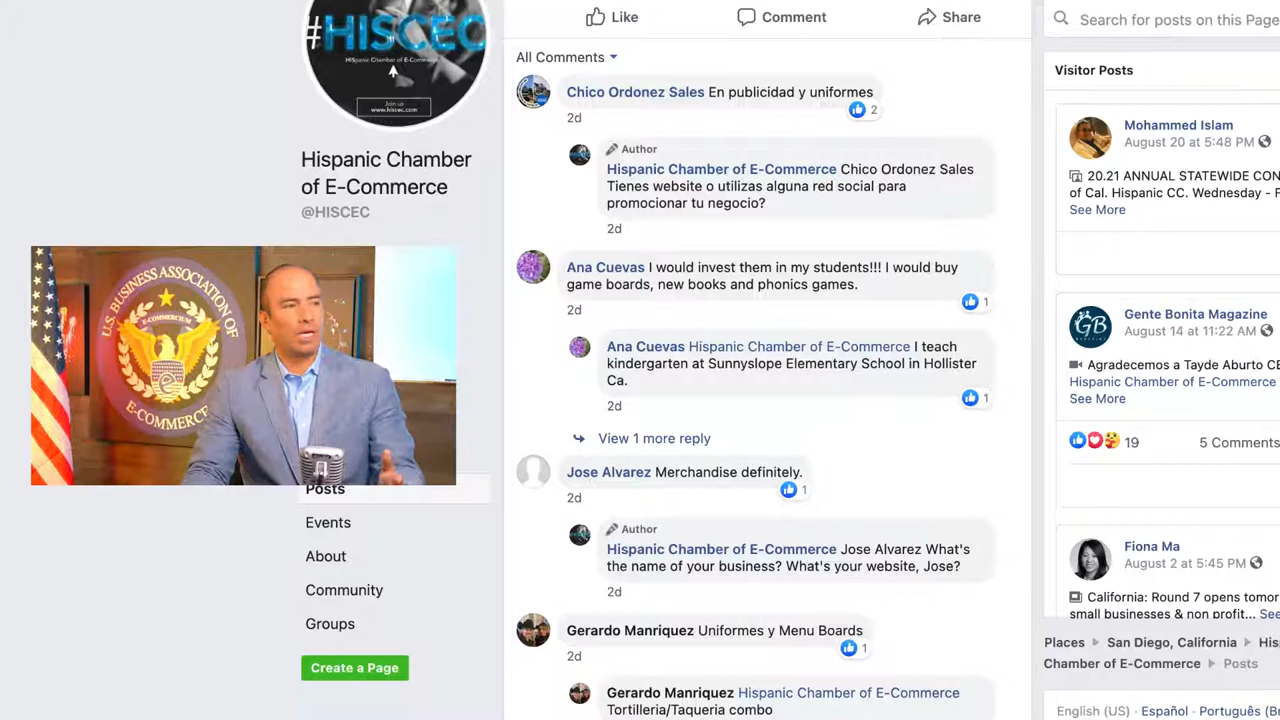 #HISCEC
HISpanic Chamber of E-Commerce
Join us
www.hiscec.com
Hispanic Chamber
of E-Commerce
@HISCEC
U.S. BUSINESS ASSOCIATION OF
E-COMMERCIUM
E-COMMERCE
Posts
Events
About
Community
Groups
Create a Page
Like
Comment
Share
All Comments
Chico Ordonez Sales En publicidad y uniformes
2
2d
Author
Hispanic Chamber of E-Commerce Chico Ordonez Sales
Tienes website o utilizas alguna red social para
promocionar tu negocio?
2d
Ana Cuevas I would invest them in my students!!! I would buy
game boards, new books and phonics games.
1
2d
Ana Cuevas Hispanic Chamber of E-Commerce I teach
kindergarten at Sunnyslope Elementary School in Hollister
Ca.
1
2d
View 1 more reply
Jose Alvarez Merchandise definitely.
1
2d
Author
Hispanic Chamber of E-Commerce Jose Alvarez What's
the name of your business? What's your website, Jose?
2d
Gerardo Manriquez Uniformes y Menu Boards
1
2d
Gerardo Manriquez Hispanic Chamber of E-Commerce
Tortilleria/Taqueria combo
Search for posts on this Page
Visitor Posts
Mohammed Islam
August 20 at 5:48 PM
20.21 ANNUAL STATEWIDE CON
of Cal. Hispanic CC. Wednesday - F
See More
Gente Bonita Magazine
August 14 at 11:22 AM
GB
Agradecemos a Tayde Aburto CE
Hispanic Chamber of E-Commerce
See More
19
5 Comments
Fiona Ma
August 2 at 5:45 PM
California: Round 7 opens tomor
small businesses & non profit... See
Places San Diego, California His
Chamber of E-Commerce Posts
English (US) · Español · Português (B